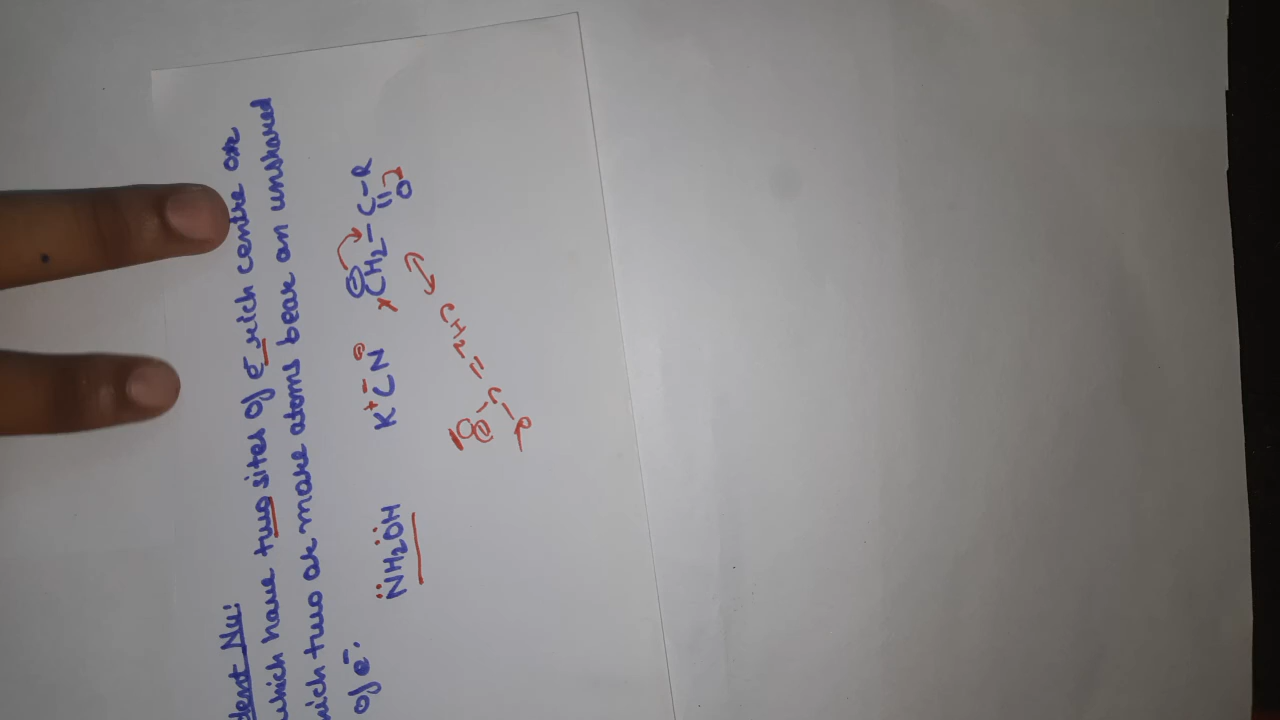 dent Nu:
which have two sites of e⁻ rich centre or
which two or more atoms bear an unshared
of e⁻.
N̈H₂ÖH K⁺C⁻N⊖ ⊖CH₂–C–R
O
↔ CH₂=C–R
O⊖